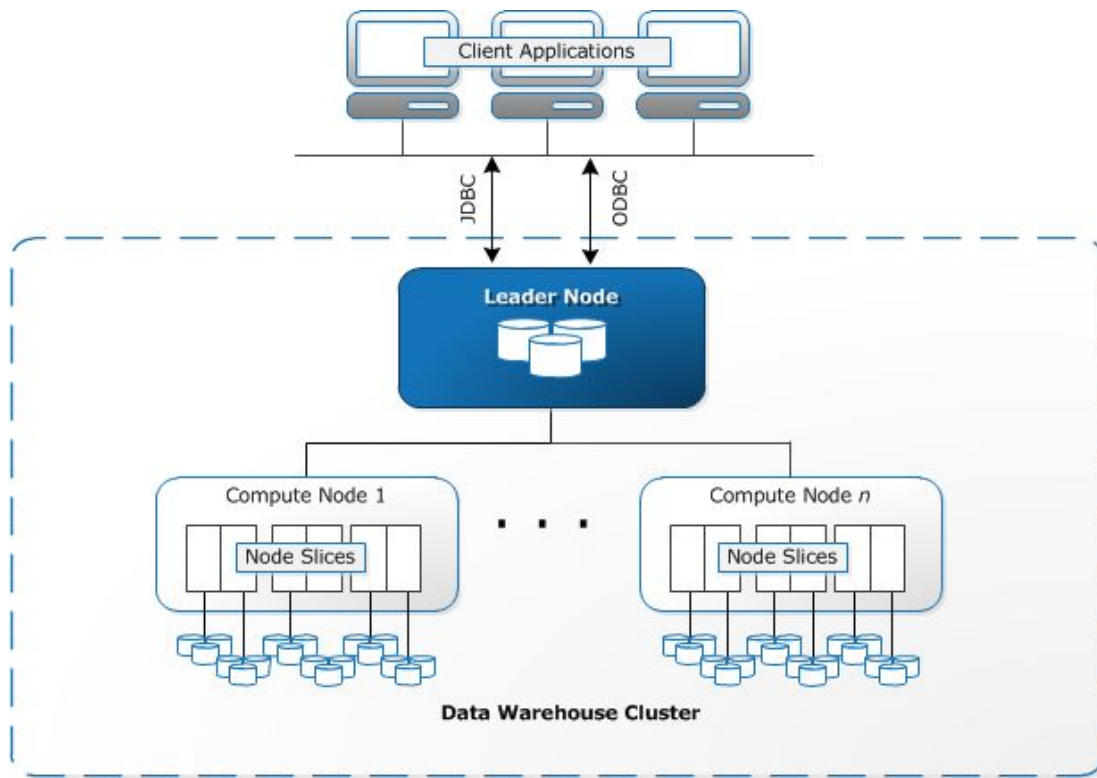 Client Applications
JDBC
ODBC
Leader Node
Compute Node 1
Compute Node n
. . .
Node Slices
Node Slices
Data Warehouse Cluster